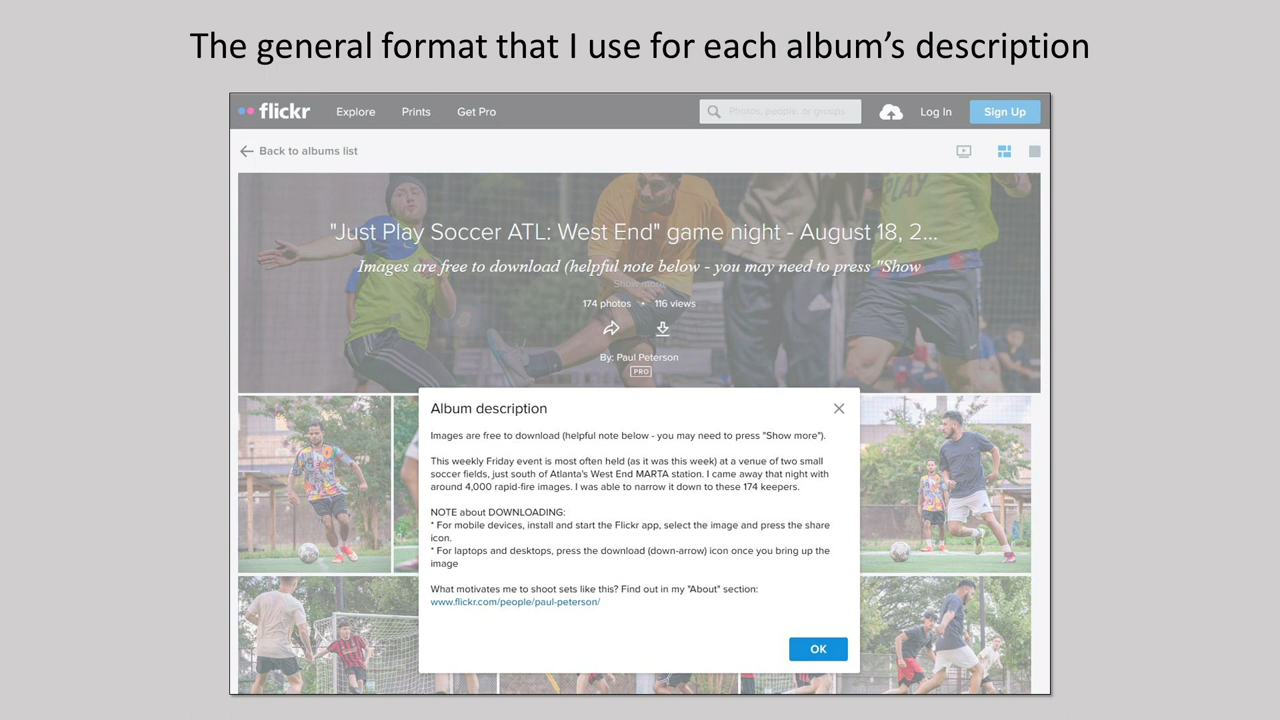 The general format that I use for each album’s description
flickr
Explore
Prints
Get Pro
Photos, people, or groups
Log In
Sign Up
Back to albums list
PLAY
"Just Play Soccer ATL: West End" game night - August 18, 2...
Images are free to download (helpful note below - you may need to press "Show
Show more
174 photos • 116 views
By: Paul Peterson
PRO
Album description
Images are free to download (helpful note below - you may need to press "Show more").
This weekly Friday event is most often held (as it was this week) at a venue of two small
soccer fields, just south of Atlanta's West End MARTA station. I came away that night with
around 4,000 rapid-fire images. I was able to narrow it down to these 174 keepers.
NOTE about DOWNLOADING:
* For mobile devices, install and start the Flickr app, select the image and press the share
icon.
* For laptops and desktops, press the download (down-arrow) icon once you bring up the
image
What motivates me to shoot sets like this? Find out in my "About" section:
www.flickr.com/people/paul-peterson/
OK